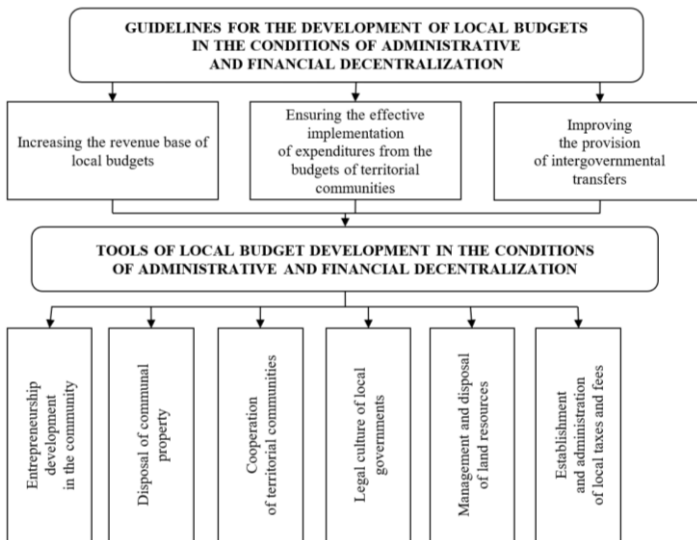 GUIDELINES FOR THE DEVELOPMENT OF LOCAL BUDGETS
IN THE CONDITIONS OF ADMINISTRATIVE
AND FINANCIAL DECENTRALIZATION
Increasing the revenue base of
local budgets
Ensuring the effective
implementation
of expenditures from the
budgets of territorial
communities
Improving
the provision
of intergovernmental
transfers
TOOLS OF LOCAL BUDGET DEVELOPMENT IN THE CONDITIONS
OF ADMINISTRATIVE AND FINANCIAL DECENTRALIZATION
Entrepreneurship
development
in the community
Disposal of communal
property
Cooperation
of territorial communities
Legal culture of local
governments
Management and disposal
of land resources
Establishment
and administration
of local taxes and fees